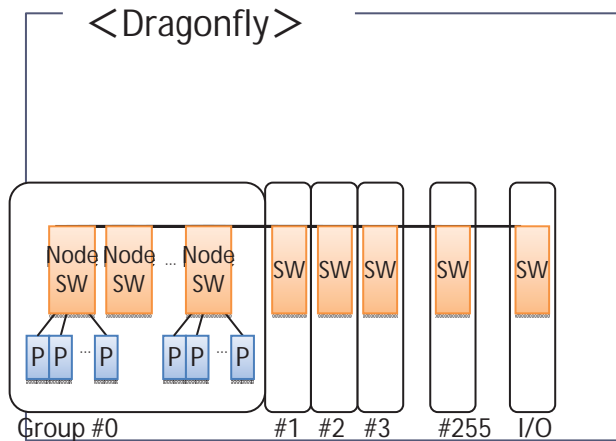 ＜Dragonfly＞
Node SW
Node SW
...
Node SW
SW
SW
SW
SW
SW
P P ... P
P P ... P
Group #0
#1
#2
#3
#255
I/O